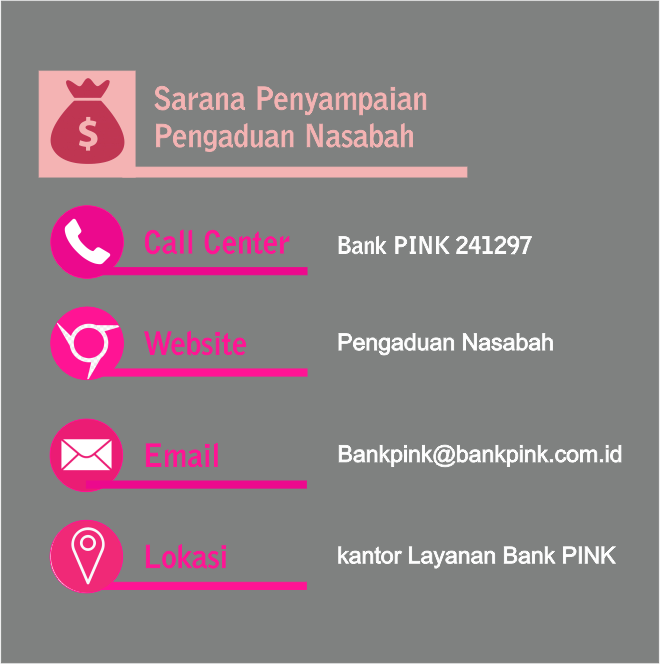 $
Sarana Penyampaian
Pengaduan Nasabah
Call Center
Bank PINK 241297
Website
Pengaduan Nasabah
Email
Bankpink@bankpink.com.id
Lokasi
kantor Layanan Bank PINK